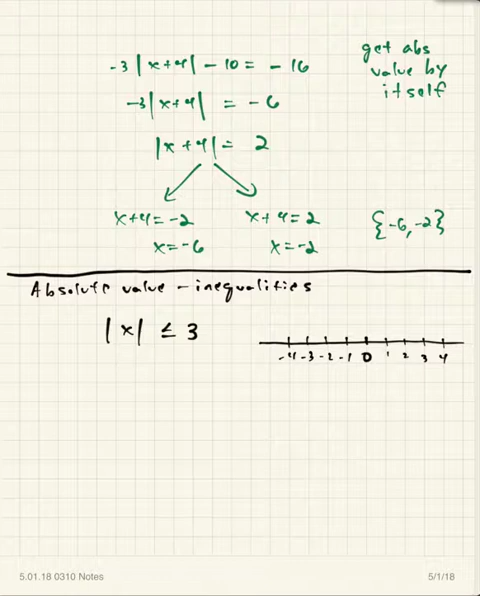 -3|x+4| - 10 = -16
get abs
value by
itself
-3|x+4| = -6
|x+4| = 2
x+4=-2
x+4=2
x=-6
x=-2
{-6,-2}
Absolute value - inequalities
|x| ≤ 3
-4 -3 -2 -1 0 1 2 3 4
5.01.18 0310 Notes
5/1/18